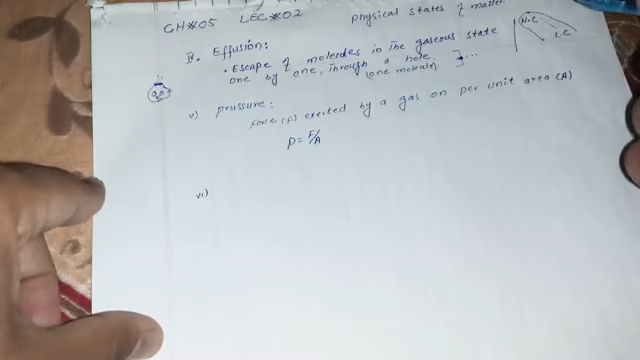 CH#05 LEC#02 Physical states of matter
H.C L.C
IV. Effusion:
• Escape of molecules in the gaseous state
one by one, through a hole.
(one molecule)
v) Pressure:
Force (F) exerted by a gas on per unit area (A)
P = F/A
vi)